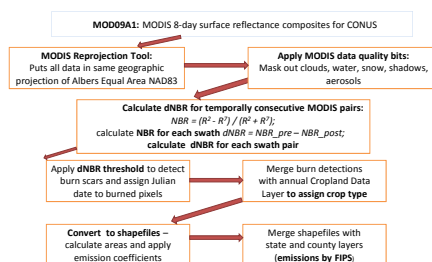 MOD09A1: MODIS 8-day surface reflectance composites for CONUS
MODIS Reprojection Tool:
Puts all data in same geographic
projection of Albers Equal Area NAD83
Apply MODIS data quality bits:
Mask out clouds, water, snow, shadows,
aerosols
Calculate dNBR for temporally consecutive MODIS pairs:
NBR = (R² - R⁷) / (R² + R⁷);
calculate NBR for each swath dNBR = NBR_pre – NBR_post;
calculate dNBR for each swath pair
Apply dNBR threshold to detect
burn scars and assign Julian
date to burned pixels
Merge burn detections
with annual Cropland Data
Layer to assign crop type
Convert to shapefiles –
calculate areas and apply
emission coefficients
Merge shapefiles with
state and county layers
(emissions by FIPS)